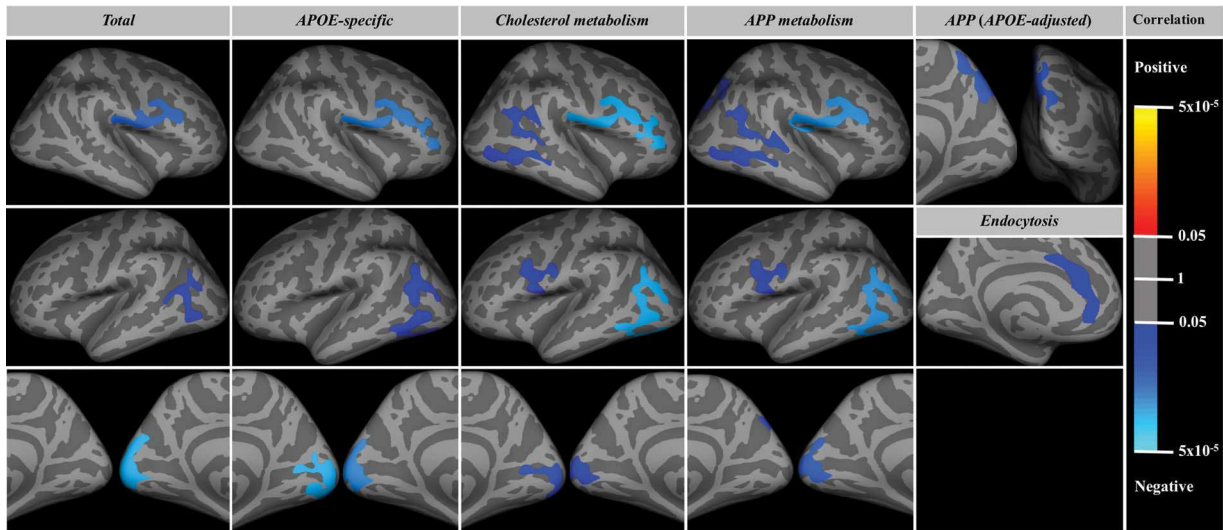 Total
APOE-specific
Cholesterol metabolism
APP metabolism
APP (APOE-adjusted)
Correlation
Positive
5x10⁻⁵
0.05
1
0.05
5x10⁻⁵
Negative
Endocytosis